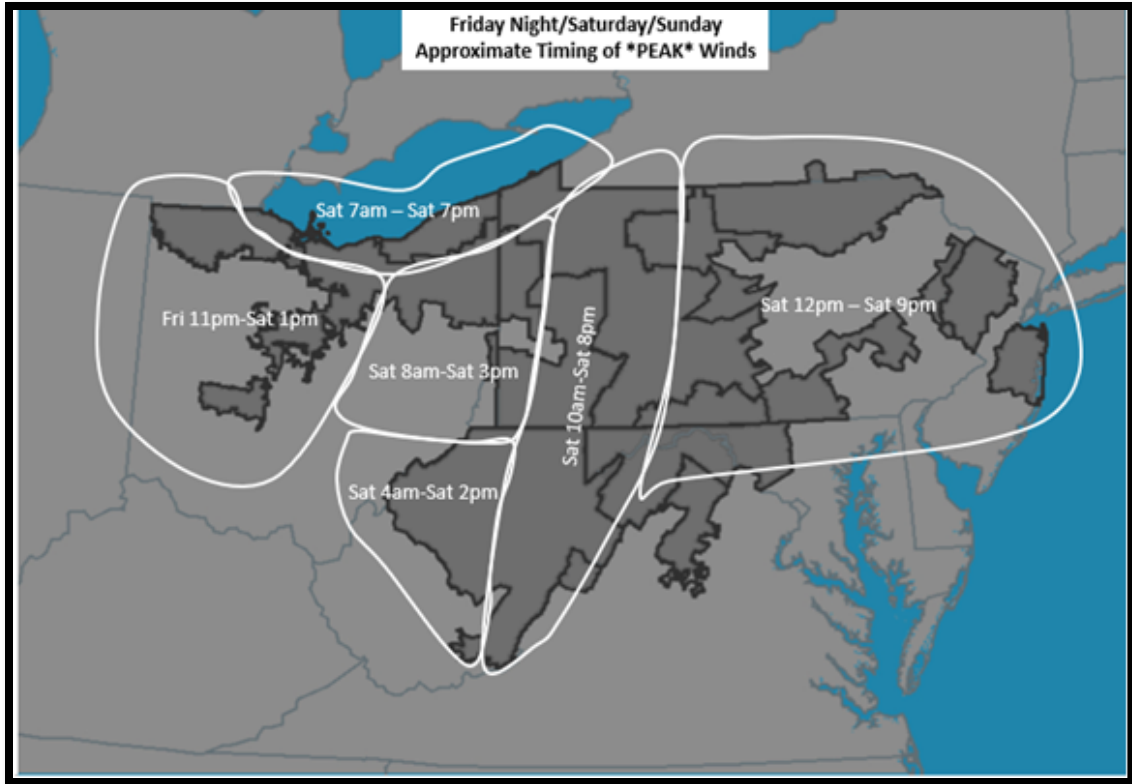 Friday Night/Saturday/Sunday
Approximate Timing of *PEAK* Winds
Sat 7am – Sat 7pm
Fri 11pm-Sat 1pm
Sat 12pm – Sat 9pm
Sat 8am-Sat 3pm
Sat 10am-Sat 8pm
Sat 4am-Sat 2pm